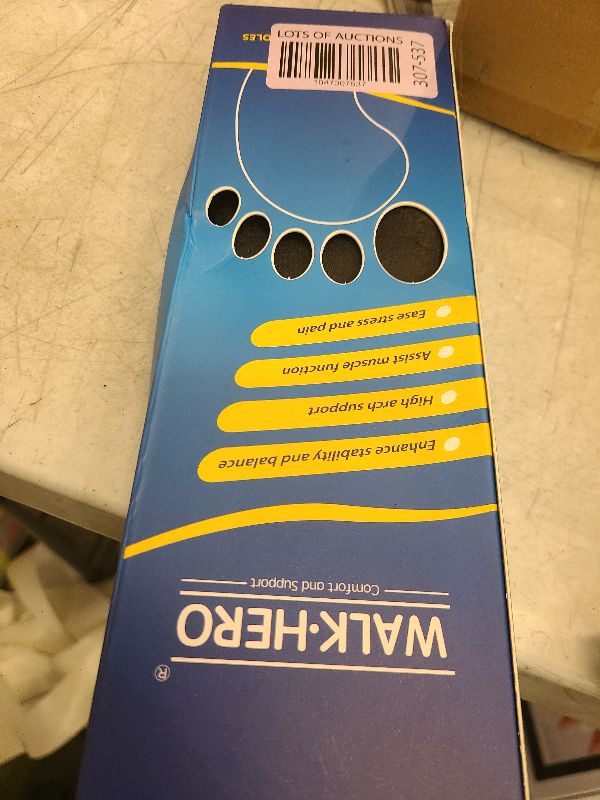 WALK·HERO
®
Comfort and Support
Enhance stability and balance
High arch support
Assist muscle function
Ease stress and pain
LOTS OF AUCTIONS
307-537